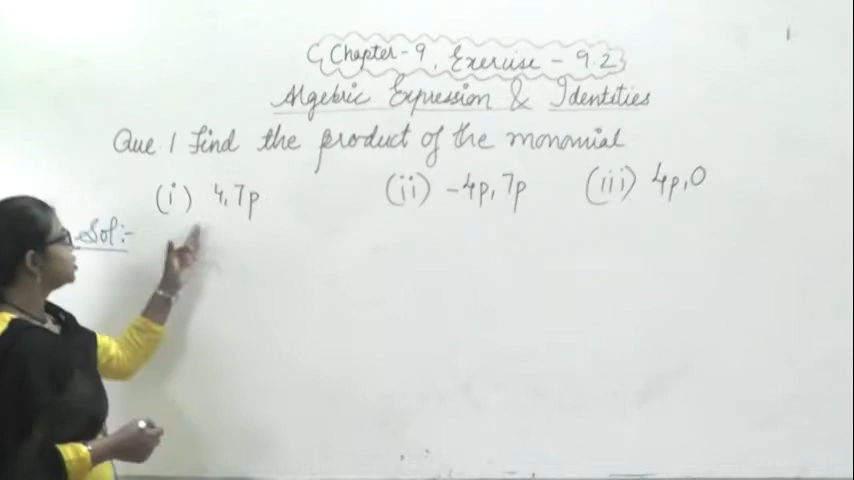 Chapter-9, Exercise - 9.2
Algebric Expression & Identities
Que.1 Find the product of the monomial
(i) 4,7p (ii) -4p, 7p (iii) 4p,0
Sol:-